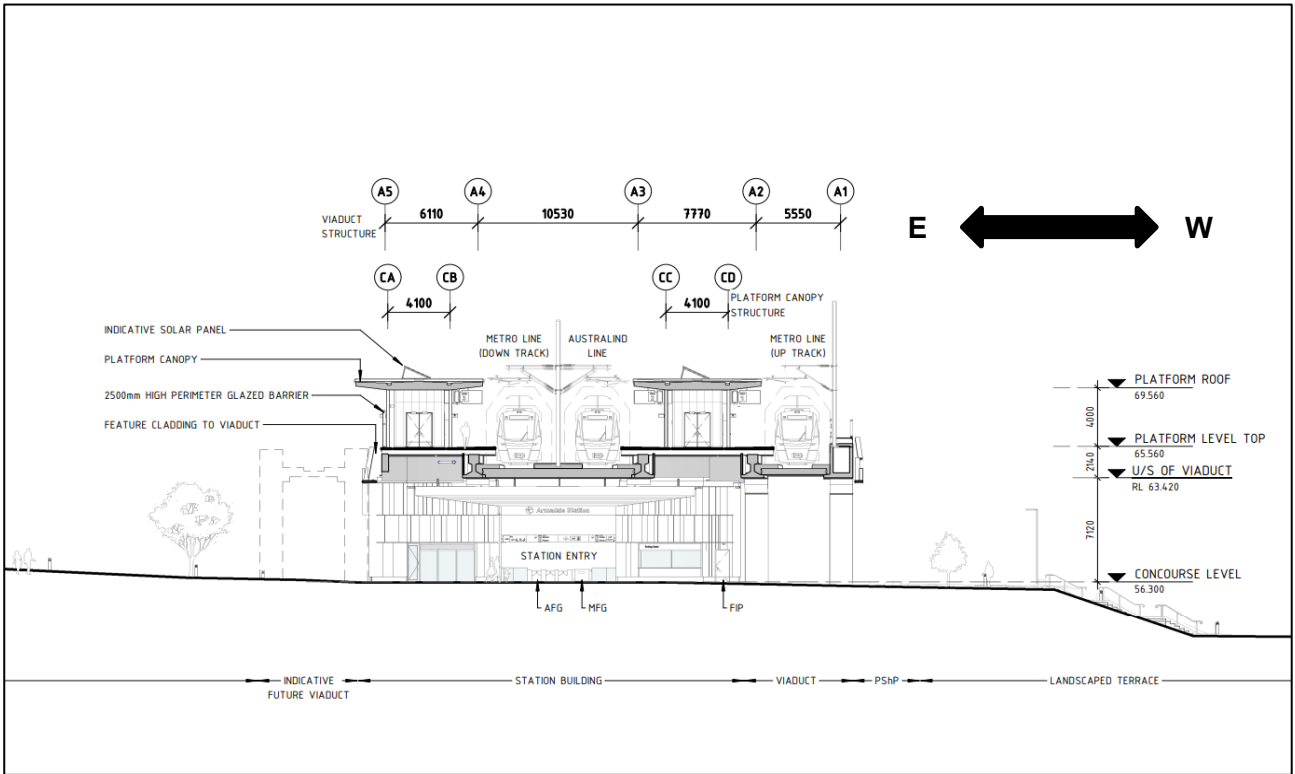 A5
A4
A3
A2
A1
VIADUCT
STRUCTURE
6110
10530
7770
5550
E
W
CA
CB
CC
CD
4100
4100
PLATFORM CANOPY
STRUCTURE
INDICATIVE SOLAR PANEL
PLATFORM CANOPY
2500mm HIGH PERIMETER GLAZED BARRIER
FEATURE CLADDING TO VIADUCT
METRO LINE
(DOWN TRACK)
AUSTRALIND
LINE
METRO LINE
(UP TRACK)
PLATFORM ROOF
69.560
4000
PLATFORM LEVEL TOP
65.560
2140
U/S OF VIADUCT
RL 63.420
7120
CONCOURSE LEVEL
56.300
Armadale Station
STATION ENTRY
AFG
MFG
FIP
INDICATIVE
FUTURE VIADUCT
STATION BUILDING
VIADUCT
PShP
LANDSCAPED TERRACE